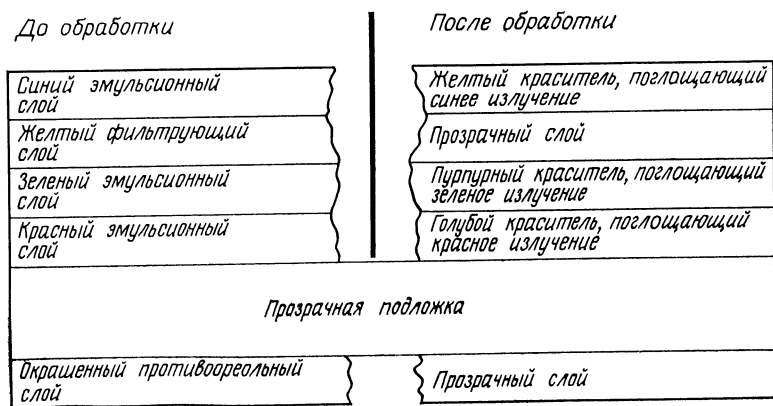 До обработки
После обработки
Синий эмульсионный
слой
Желтый фильтрующий
слой
Зеленый эмульсионный
слой
Красный эмульсионный
слой
Желтый краситель, поглощающий
синее излучение
Прозрачный слой
Пурпурный краситель, поглощающий
зеленое излучение
Голубой краситель, поглощающий
красное излучение
Прозрачная подложка
Окрашенный противоореольный
слой
Прозрачный слой